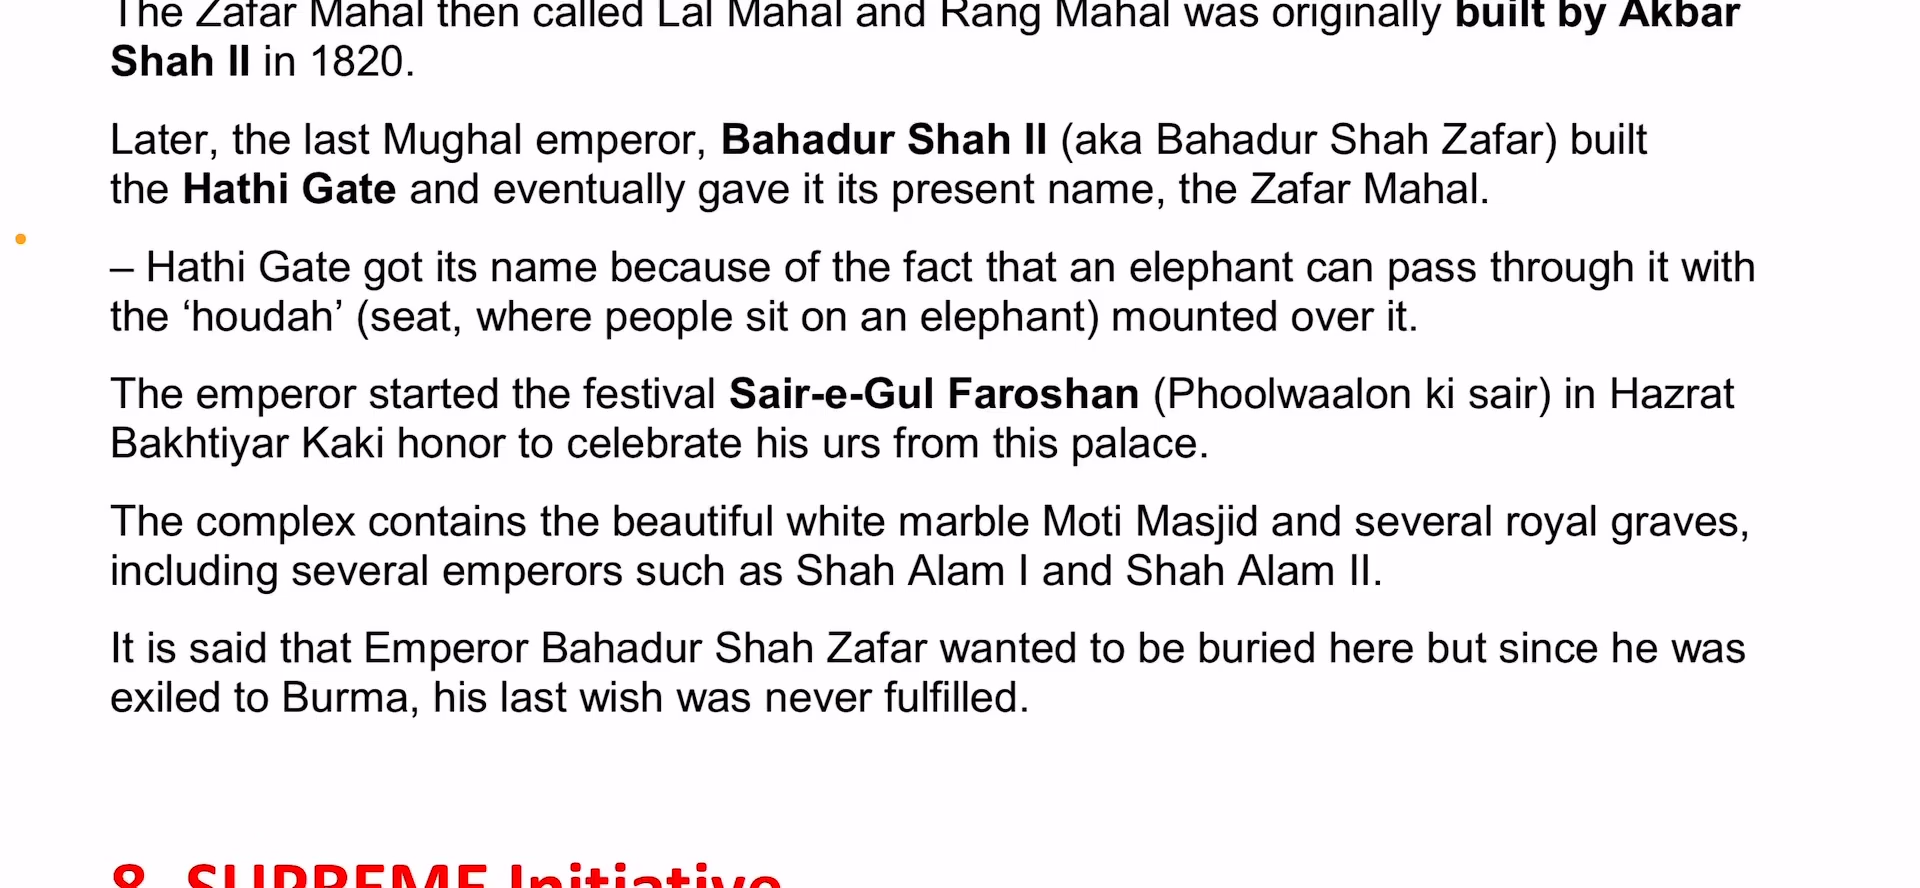 The Zafar Mahal then called Lal Mahal and Rang Mahal was originally built by Akbar
Shah II in 1820.
Later, the last Mughal emperor, Bahadur Shah II (aka Bahadur Shah Zafar) built
the Hathi Gate and eventually gave it its present name, the Zafar Mahal.
– Hathi Gate got its name because of the fact that an elephant can pass through it with
the ‘houdah’ (seat, where people sit on an elephant) mounted over it.
The emperor started the festival Sair-e-Gul Faroshan (Phoolwaalon ki sair) in Hazrat
Bakhtiyar Kaki honor to celebrate his urs from this palace.
The complex contains the beautiful white marble Moti Masjid and several royal graves,
including several emperors such as Shah Alam I and Shah Alam II.
It is said that Emperor Bahadur Shah Zafar wanted to be buried here but since he was
exiled to Burma, his last wish was never fulfilled.
8. SUPREME Initiative